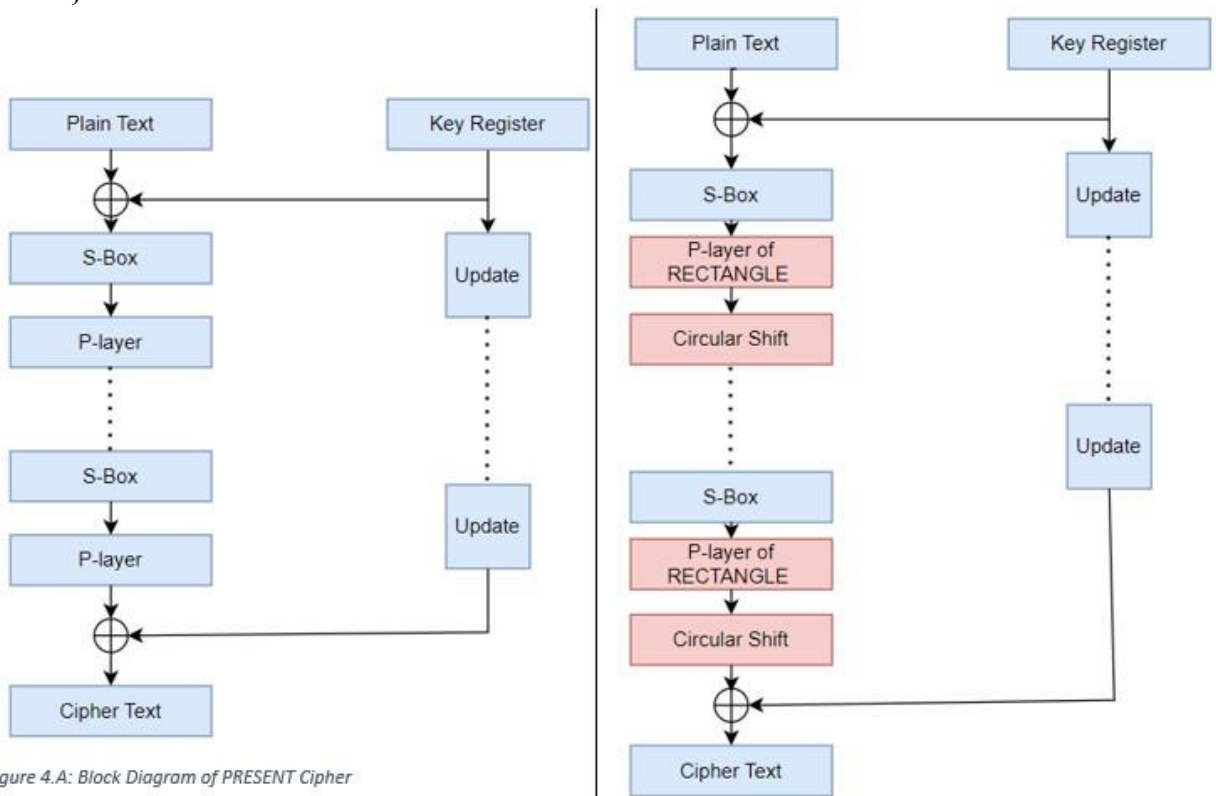 Plain Text
Key Register
S-Box
Update
P-layer
S-Box
Update
P-layer
Cipher Text
gure 4.A: Block Diagram of PRESENT Cipher
Plain Text
Key Register
S-Box
Update
P-layer of
RECTANGLE
Circular Shift
Update
S-Box
P-layer of
RECTANGLE
Circular Shift
Cipher Text